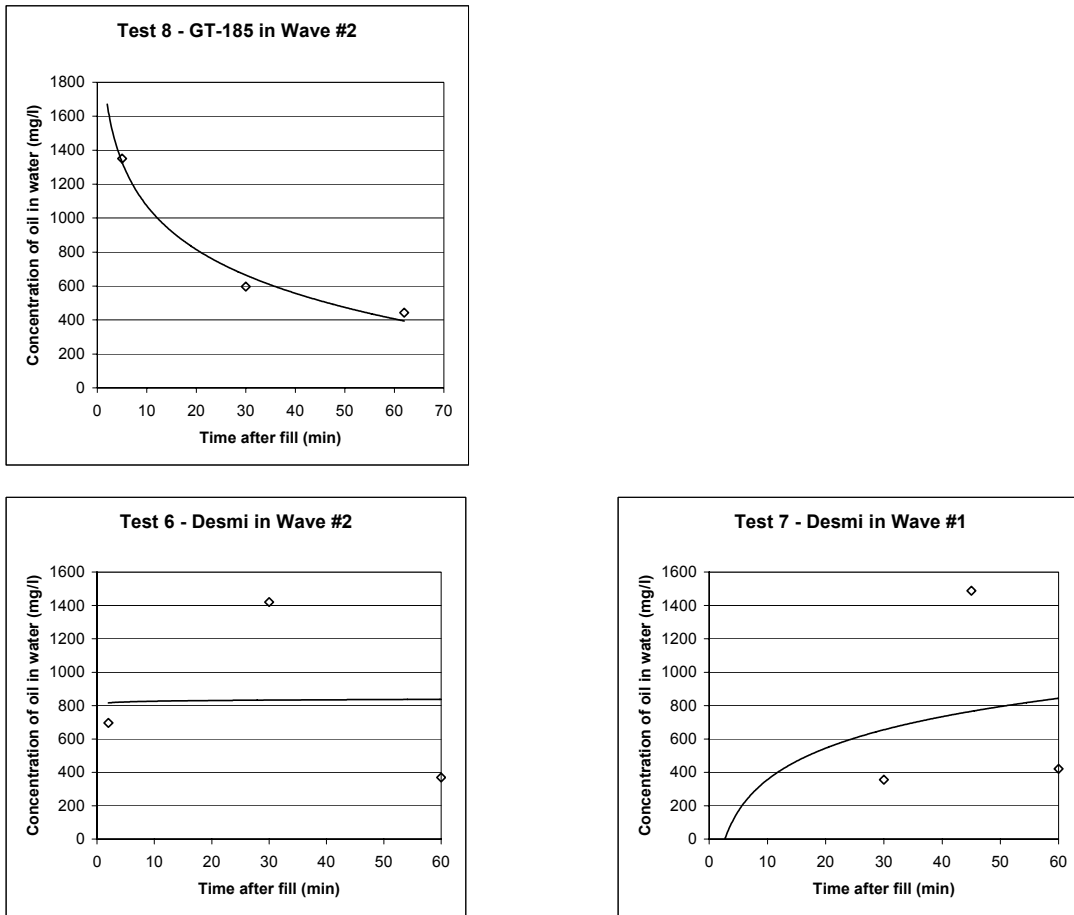 Test 8 - GT-185 in Wave #2
Concentration of oil in water (mg/l)
1800
1600
1400
1200
1000
800
600
400
200
0
0 10 20 30 40 50 60 70
Time after fill (min)
Test 6 - Desmi in Wave #2
Concentration of oil in water (mg/l)
1600
1400
1200
1000
800
600
400
200
0
0 10 20 30 40 50 60
Time after fill (min)
Test 7 - Desmi in Wave #1
Concentration of oil in water (mg/l)
1600
1400
1200
1000
800
600
400
200
0
0 10 20 30 40 50 60
Time after fill (min)